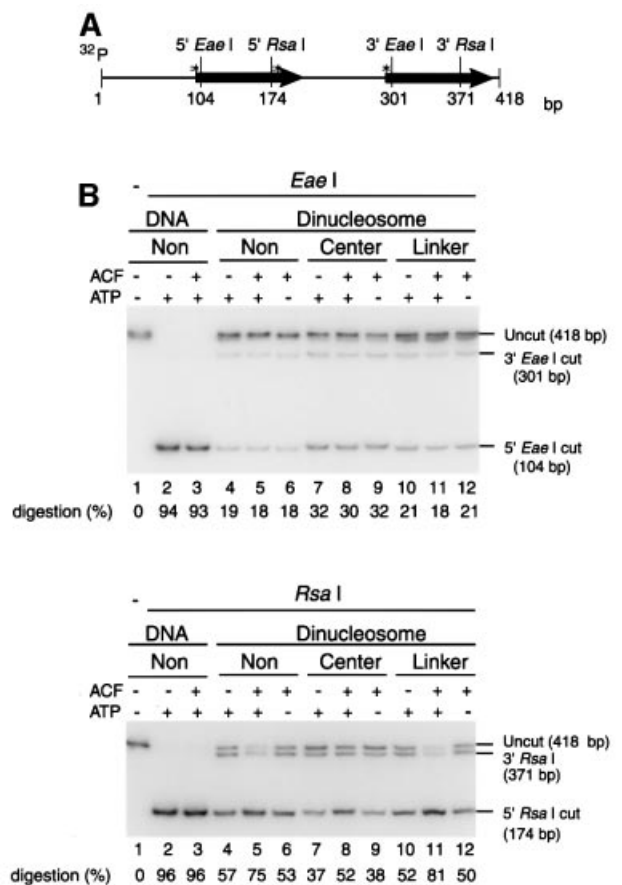 A
32P
5' Eae I 5' Rsa I 3' Eae I 3' Rsa I
* * *
1 104 174 301 371 418 bp
B
- Eae I
DNA Dinucleosome
Non Non Center Linker
ACF - - + - + + - + + - + +
ATP - + + + + - + + - + + -
Uncut (418 bp)
3' Eae I cut
(301 bp)
5' Eae I cut
(104 bp)
1 2 3 4 5 6 7 8 9 10 11 12
digestion (%) 0 94 93 19 18 18 32 30 32 21 18 21
- Rsa I
DNA Dinucleosome
Non Non Center Linker
ACF - - + - + + - + + - + +
ATP - + + + + - + + - + + -
Uncut (418 bp)
3' Rsa I
(371 bp)
5' Rsa I cut
(174 bp)
1 2 3 4 5 6 7 8 9 10 11 12
digestion (%) 0 96 96 57 75 53 37 52 38 52 81 50